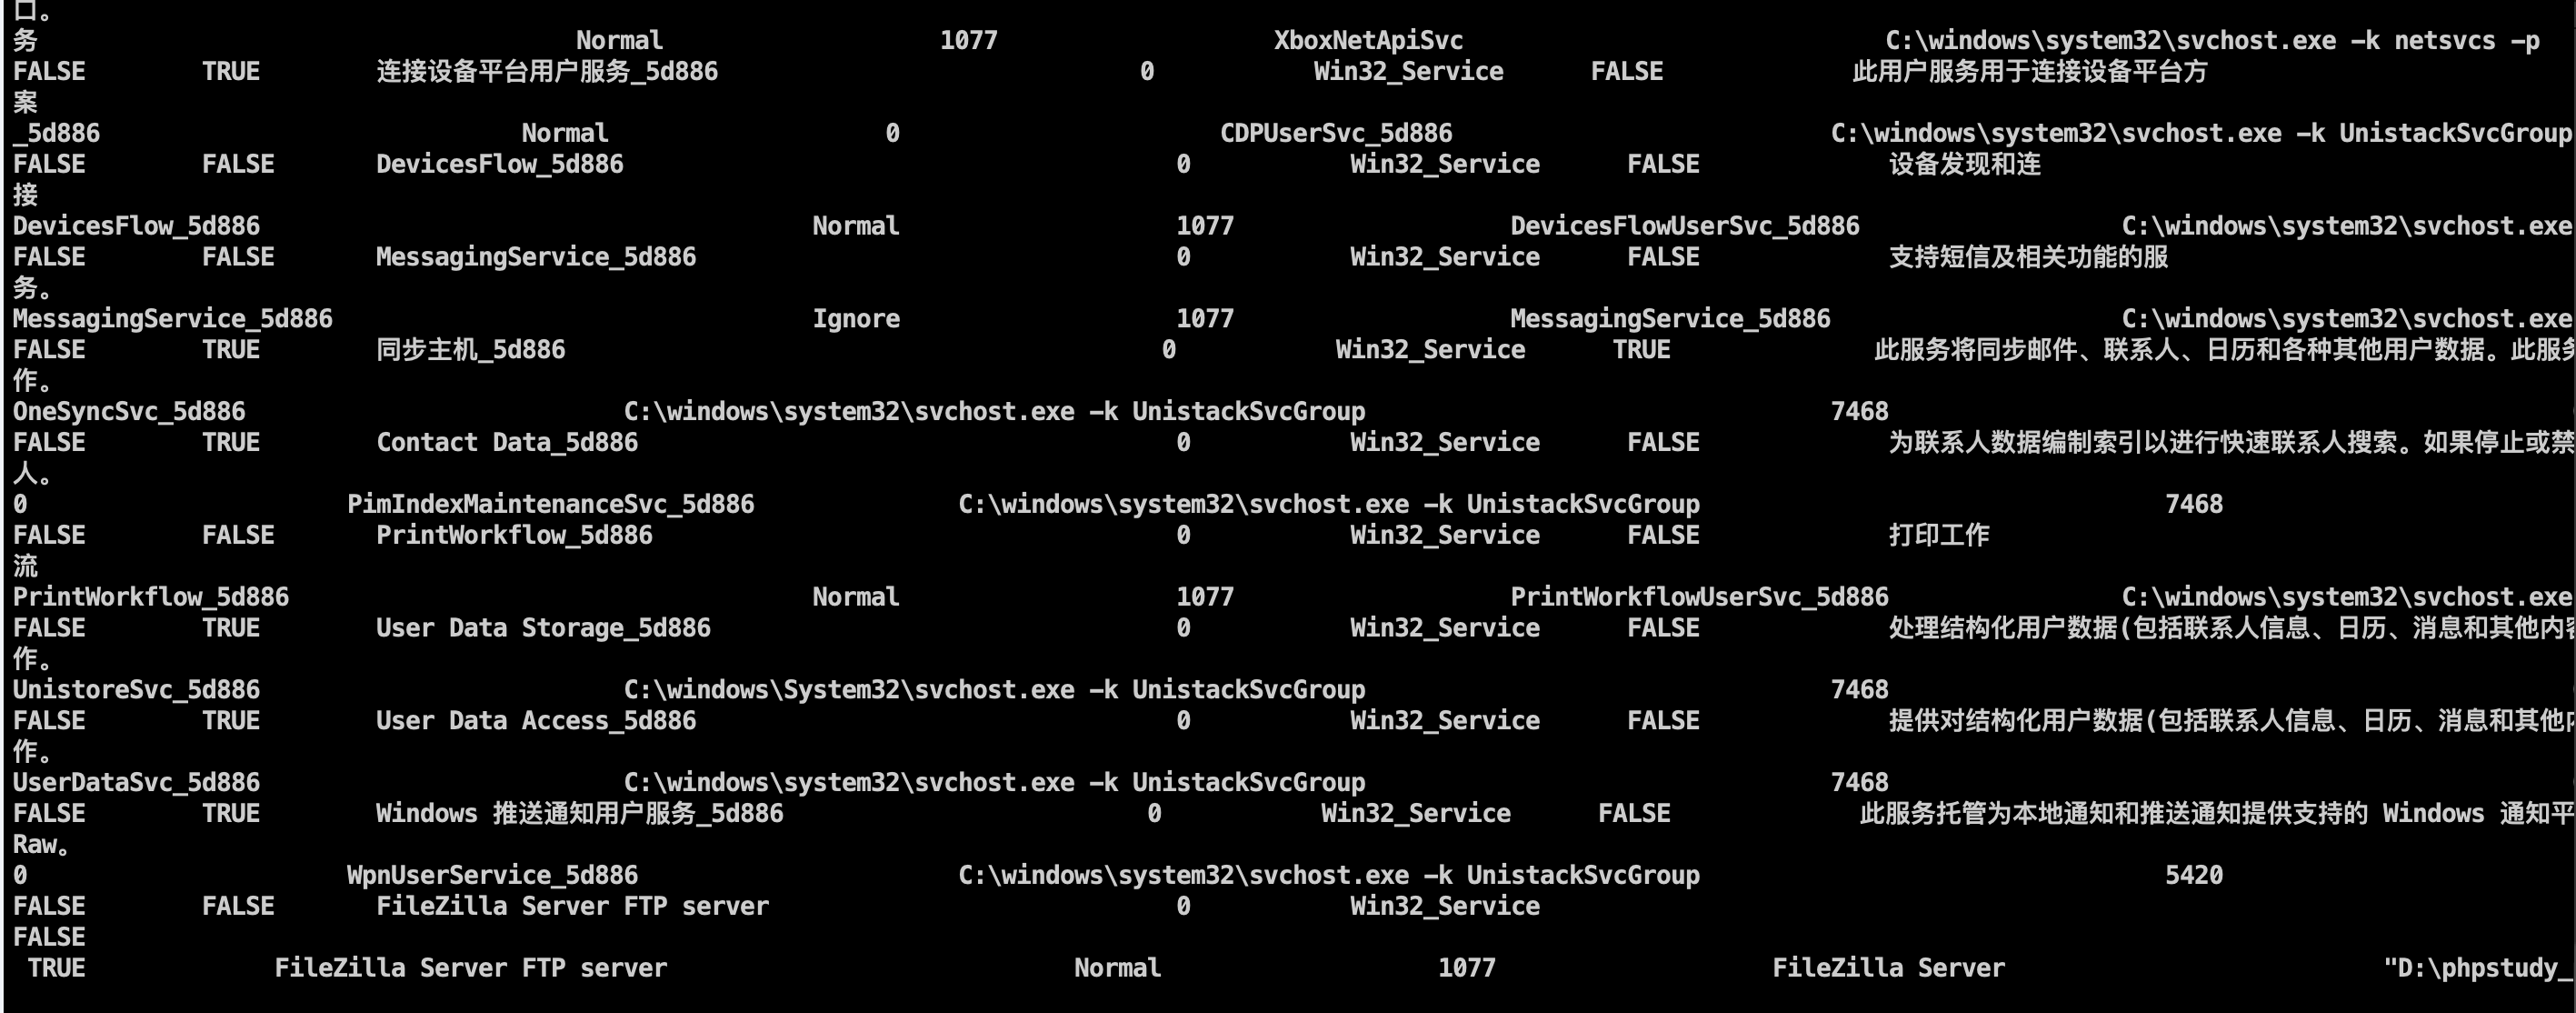 口。
务 Normal 1077 XboxNetApiSvc C:\windows\system32\svchost.exe -k netsvcs -p
FALSE TRUE 连接设备平台用户服务_5d886 0 Win32_Service FALSE 此用户服务用于连接设备平台方
案
_5d886 Normal 0 CDPUserSvc_5d886 C:\windows\system32\svchost.exe -k UnistackSvcGroup
FALSE FALSE DevicesFlow_5d886 0 Win32_Service FALSE 设备发现和连
接
DevicesFlow_5d886 Normal 1077 DevicesFlowUserSvc_5d886 C:\windows\system32\svchost.exe
FALSE FALSE MessagingService_5d886 0 Win32_Service FALSE 支持短信及相关功能的服
务。
MessagingService_5d886 Ignore 1077 MessagingService_5d886 C:\windows\system32\svchost.exe
FALSE TRUE 同步主机_5d886 0 Win32_Service TRUE 此服务将同步邮件、联系人、日历和各种其他用户数据。此服务
作。
OneSyncSvc_5d886 C:\windows\system32\svchost.exe -k UnistackSvcGroup 7468
FALSE TRUE Contact Data_5d886 0 Win32_Service FALSE 为联系人数据编制索引以进行快速联系人搜索。如果停止或禁
人。
0 PimIndexMaintenanceSvc_5d886 C:\windows\system32\svchost.exe -k UnistackSvcGroup 7468
FALSE FALSE PrintWorkflow_5d886 0 Win32_Service FALSE 打印工作
流
PrintWorkflow_5d886 Normal 1077 PrintWorkflowUserSvc_5d886 C:\windows\system32\svchost.exe
FALSE TRUE User Data Storage_5d886 0 Win32_Service FALSE 处理结构化用户数据(包括联系人信息、日历、消息和其他内容
作。
UnistoreSvc_5d886 C:\windows\System32\svchost.exe -k UnistackSvcGroup 7468
FALSE TRUE User Data Access_5d886 0 Win32_Service FALSE 提供对结构化用户数据(包括联系人信息、日历、消息和其他内
作。
UserDataSvc_5d886 C:\windows\system32\svchost.exe -k UnistackSvcGroup 7468
FALSE TRUE Windows 推送通知用户服务_5d886 0 Win32_Service FALSE 此服务托管为本地通知和推送通知提供支持的 Windows 通知平
Raw。
0 WpnUserService_5d886 C:\windows\system32\svchost.exe -k UnistackSvcGroup 5420
FALSE FALSE FileZilla Server FTP server 0 Win32_Service
FALSE
TRUE FileZilla Server FTP server Normal 1077 FileZilla Server "D:\phpstudy_